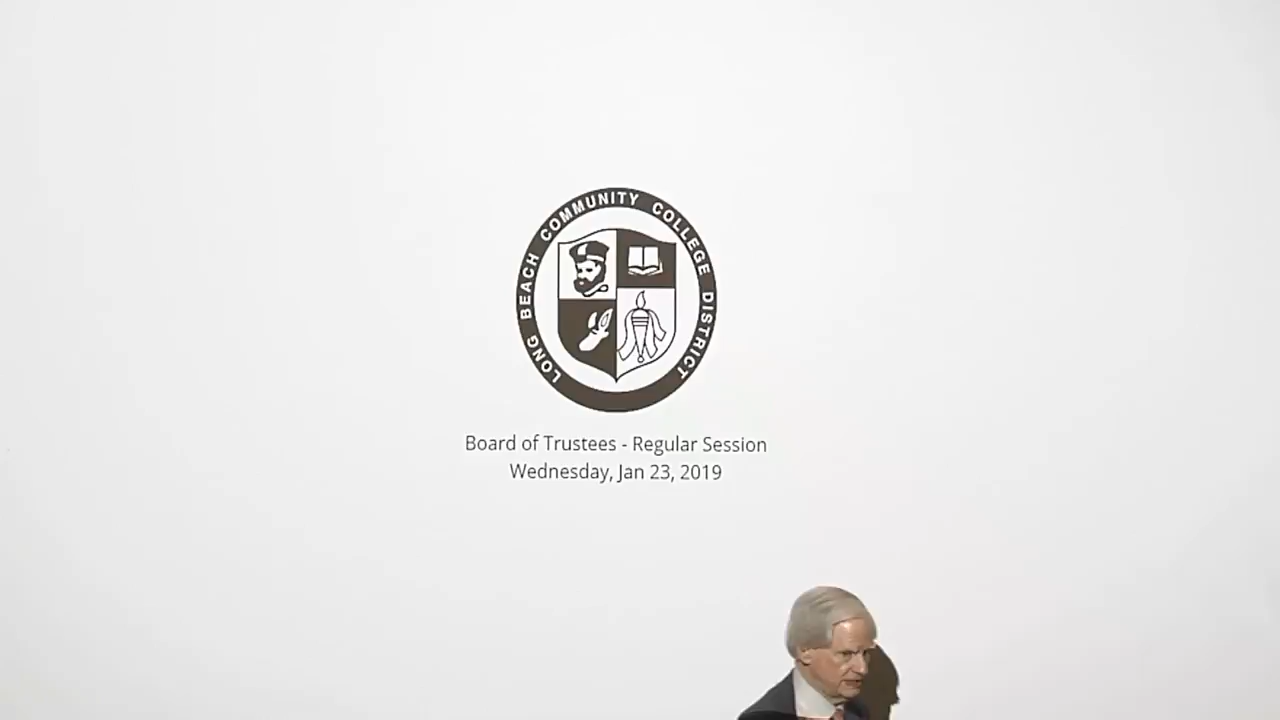 LONG BEACH COMMUNITY COLLEGE DISTRICT
Board of Trustees - Regular Session
Wednesday, Jan 23, 2019